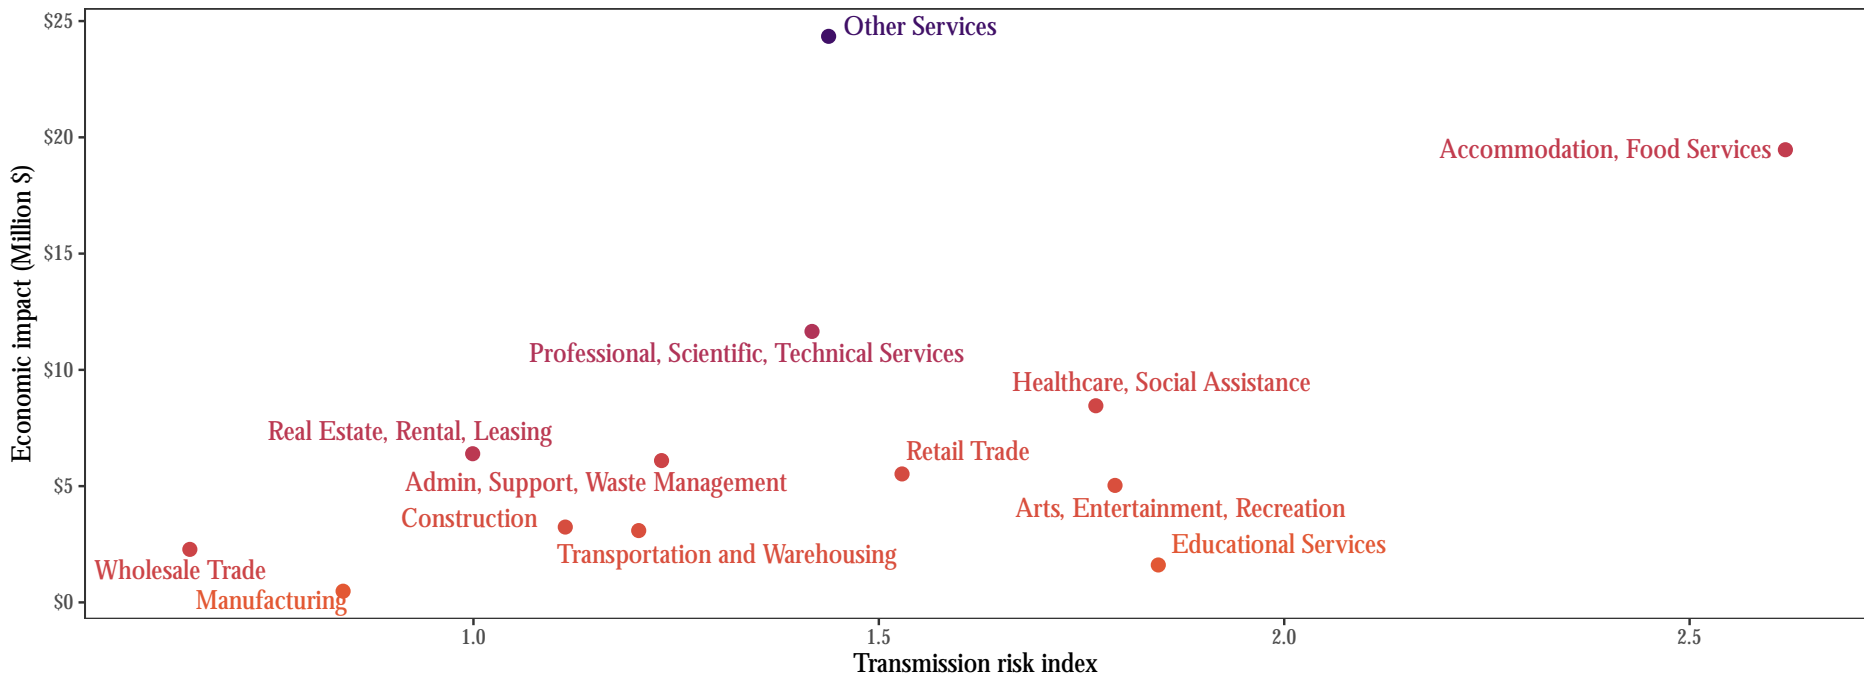 $25
Other Services
$20
Accommodation, Food Services
$15
Economic impact (Million $)
Professional, Scientific, Technical Services
$10
Healthcare, Social Assistance
Real Estate, Rental, Leasing
Retail Trade
Admin, Support, Waste Management
$5
Arts, Entertainment, Recreation
Construction
Educational Services
Transportation and Warehousing
Wholesale Trade
Manufacturing
$0
1.0 1.5 2.0 2.5
Transmission risk index